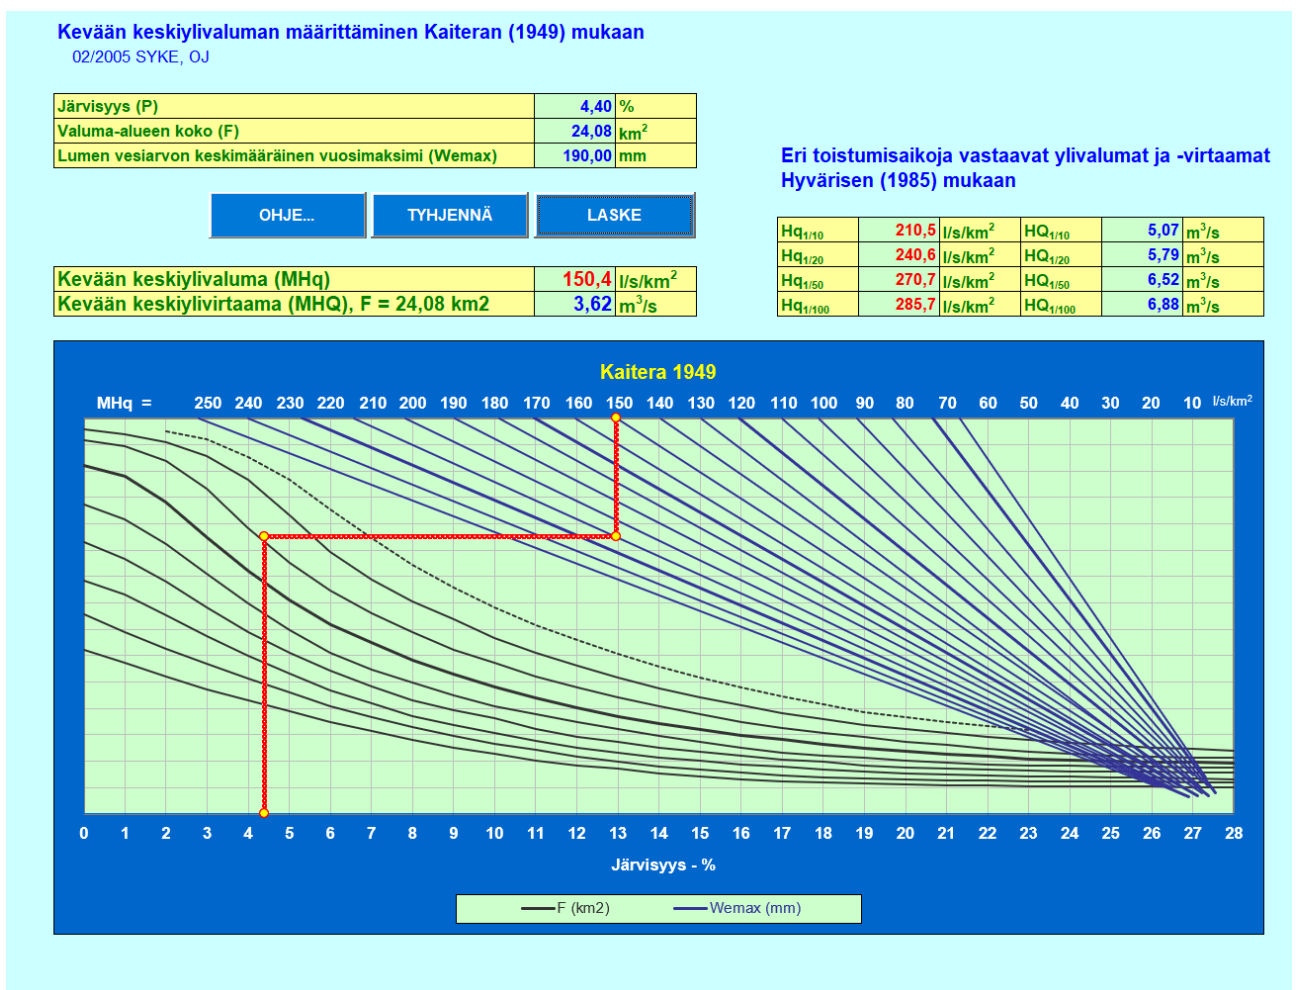 Kevään keskiylivaluman määrittäminen Kaiteran (1949) mukaan
02/2005 SYKE, OJ
Järvisyys (P) 4,40 %
Valuma-alueen koko (F) 24,08 km²
Lumen vesiarvon keskimääräinen vuosimaksimi (Wemax) 190,00 mm
OHJE... TYHJENNÄ LASKE
Kevään keskiylivaluma (MHq) 150,4 l/s/km²
Kevään keskiylivirtaama (MHQ), F = 24,08 km2 3,62 m³/s
Eri toistumisaikoja vastaavat ylivalumat ja -virtaamat
Hyvärisen (1985) mukaan
Hq1/10 210,5 l/s/km² HQ1/10 5,07 m³/s
Hq1/20 240,6 l/s/km² HQ1/20 5,79 m³/s
Hq1/50 270,7 l/s/km² HQ1/50 6,52 m³/s
Hq1/100 285,7 l/s/km² HQ1/100 6,88 m³/s
Kaitera 1949
MHq = 250 240 230 220 210 200 190 180 170 160 150 140 130 120 110 100 90 80 70 60 50 40 30 20 10 l/s/km²
0 1 2 3 4 5 6 7 8 9 10 11 12 13 14 15 16 17 18 19 20 21 22 23 24 25 26 27 28
Järvisyys - %
F (km2) Wemax (mm)